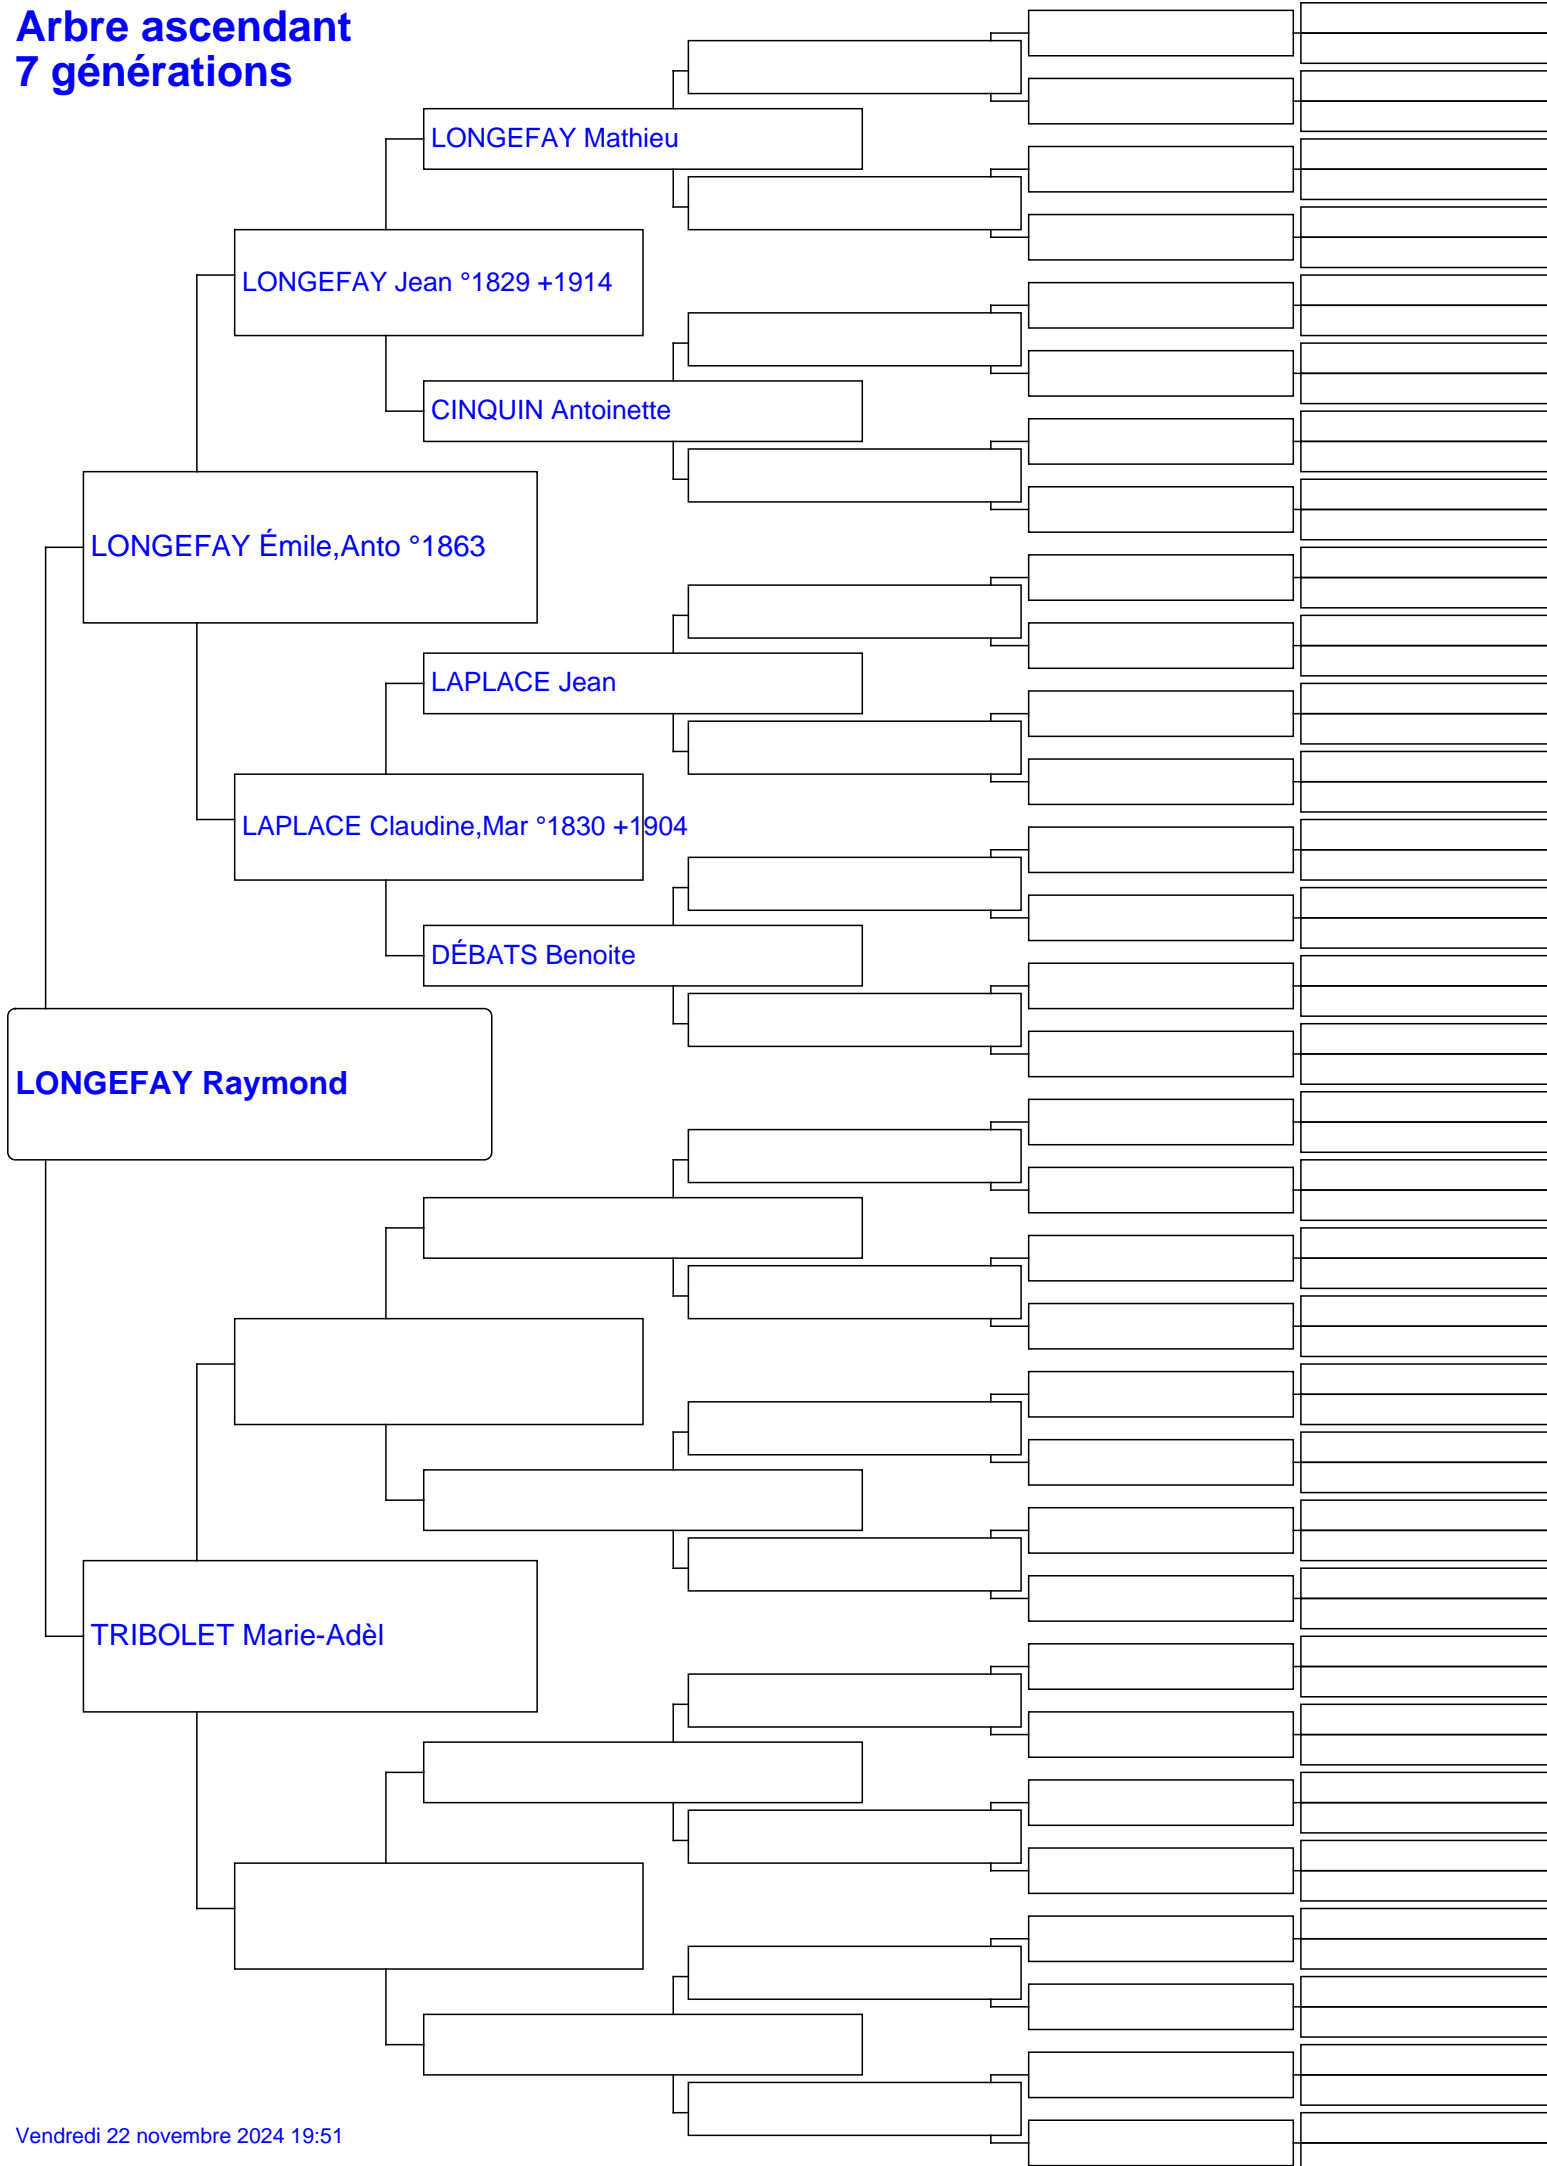 Arbre ascendant
7 générations
LONGEFAY Mathieu
LONGEFAY Jean °1829 +1914
CINQUIN Antoinette
LONGEFAY Émile,Anto °1863
LAPLACE Jean
LAPLACE Claudine,Mar °1830 +1904
DÉBATS Benoite
LONGEFAY Raymond
TRIBOLET Marie-Adèl
Vendredi 22 novembre 2024 19:51